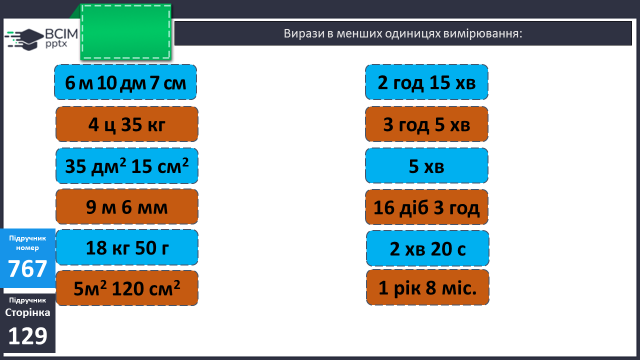 ВСІМ
pptx
Вирази в менших одиницях вимірювання:
6 м 10 дм 7 см
4 ц 35 кг
35 дм² 15 см²
9 м 6 мм
18 кг 50 г
5м² 120 см²
2 год 15 хв
3 год 5 хв
5 хв
16 діб 3 год
2 хв 20 с
1 рік 8 міс.
Підручник
номер
767
Підручник
Сторінка
129